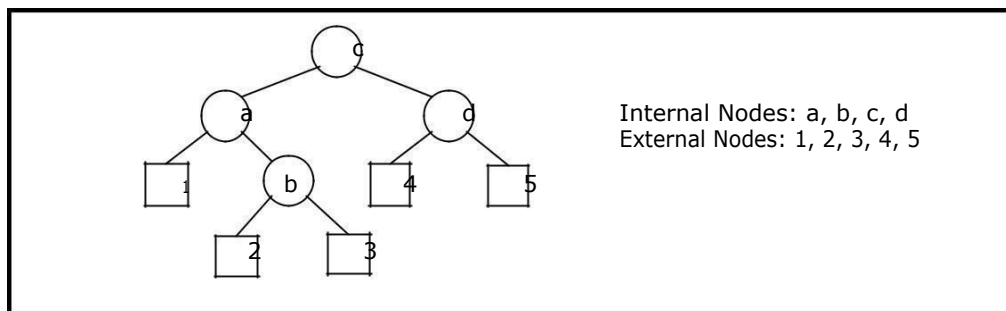 c
a
d
Internal Nodes: a, b, c, d
External Nodes: 1, 2, 3, 4, 5
1
b
4
5
2
3